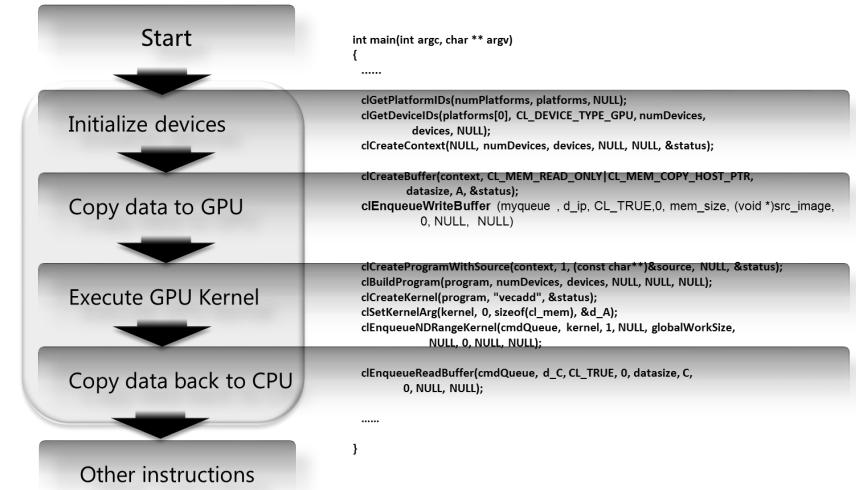 Start
int main(int argc, char ** argv)
{
......
Initialize devices
clGetPlatformIDs(numPlatforms, platforms, NULL);
clGetDeviceIDs(platforms[0], CL_DEVICE_TYPE_GPU, numDevices,
devices, NULL);
clCreateContext(NULL, numDevices, devices, NULL, NULL, &status);
Copy data to GPU
clCreateBuffer(context, CL_MEM_READ_ONLY|CL_MEM_COPY_HOST_PTR,
datasize, A, &status);
clEnqueueWriteBuffer (myqueue , d_ip, CL_TRUE,0, mem_size, (void *)src_image,
0, NULL, NULL)
Execute GPU Kernel
clCreateProgramWithSource(context, 1, (const char**)&source, NULL, &status);
clBuildProgram(program, numDevices, devices, NULL, NULL, NULL);
clCreateKernel(program, "vecadd", &status);
clSetKernelArg(kernel, 0, sizeof(cl_mem), &d_A);
clEnqueueNDRangeKernel(cmdQueue, kernel, 1, NULL, globalWorkSize,
NULL, 0, NULL, NULL);
Copy data back to CPU
clEnqueueReadBuffer(cmdQueue, d_C, CL_TRUE, 0, datasize, C,
0, NULL, NULL);
......
}
Other instructions